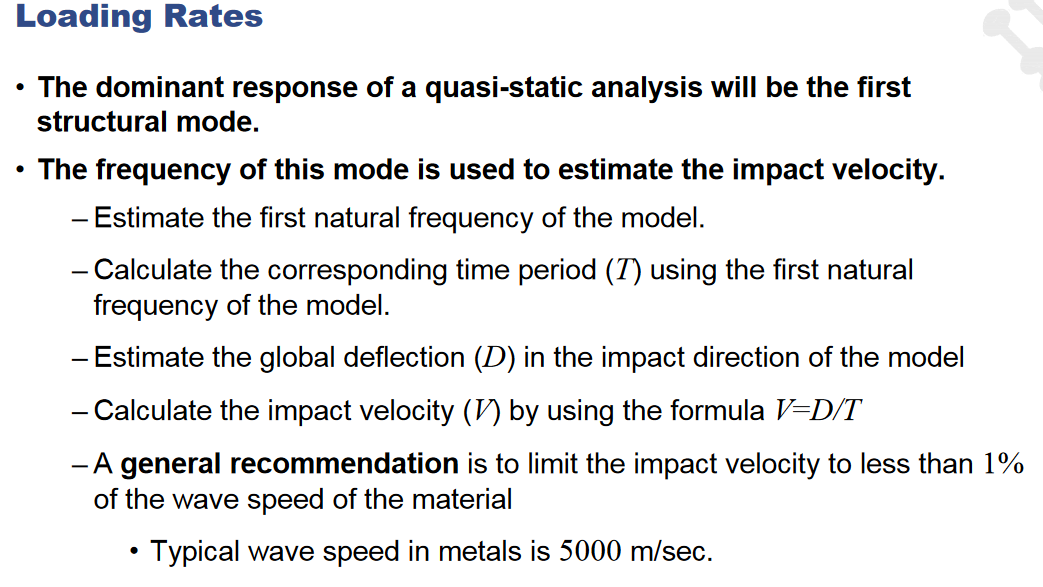 Loading Rates
• The dominant response of a quasi-static analysis will be the first
structural mode.
• The frequency of this mode is used to estimate the impact velocity.
– Estimate the first natural frequency of the model.
– Calculate the corresponding time period (T) using the first natural
frequency of the model.
– Estimate the global deflection (D) in the impact direction of the model
– Calculate the impact velocity (V) by using the formula V=D/T
– A general recommendation is to limit the impact velocity to less than 1%
of the wave speed of the material
• Typical wave speed in metals is 5000 m/sec.